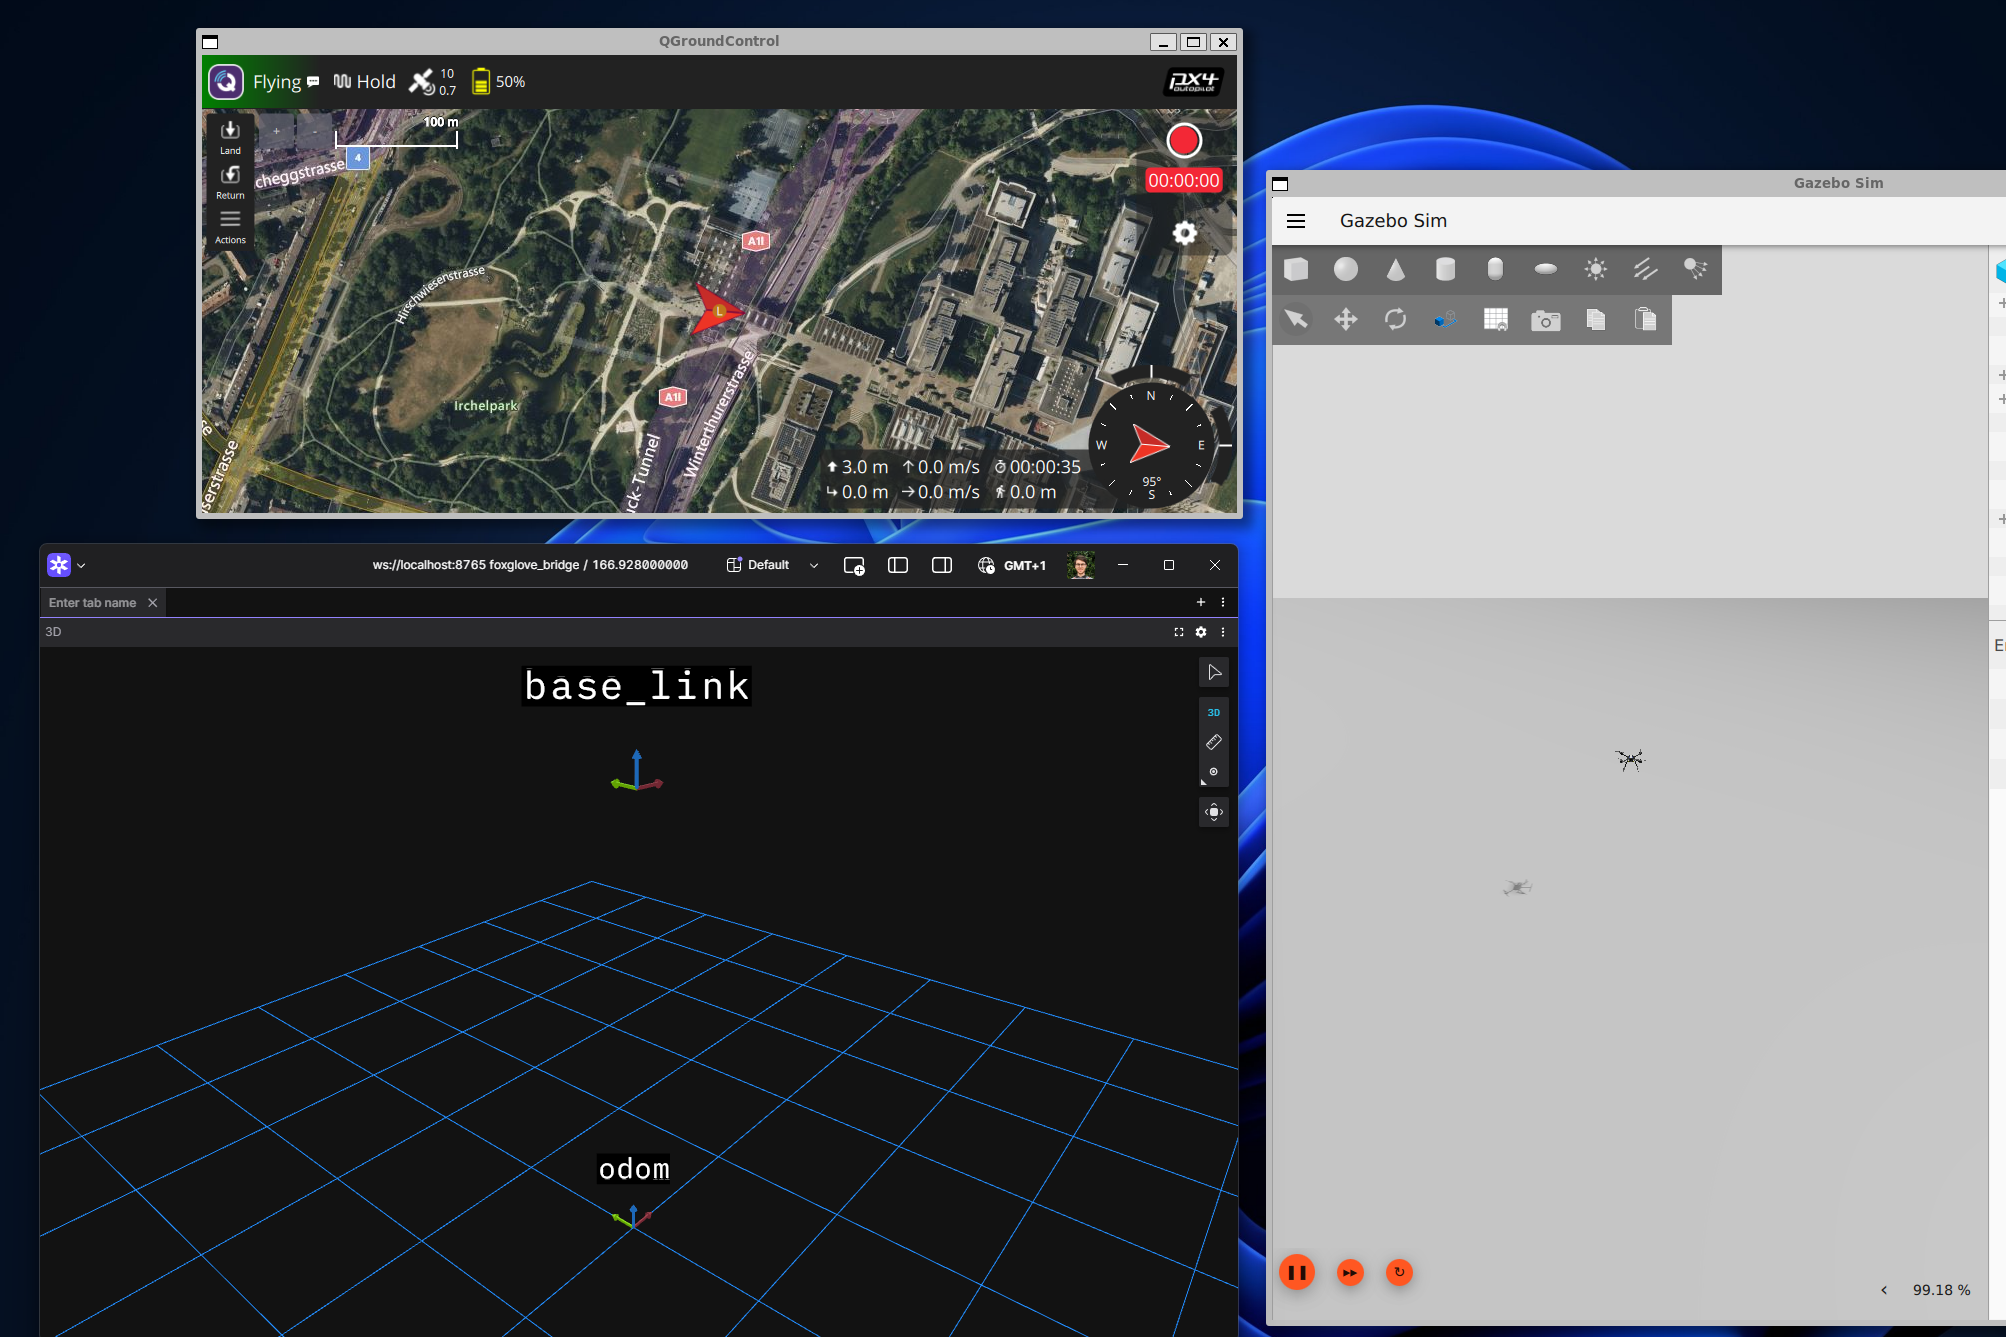 QGroundControl
Flying
Hold
10
0.7
50%
PX4
autopilot
Land
Return
Actions
100 m
4
cheggstrasse
Hirschwiesenstrasse
A1l
A1l
Irchelpark
Winterthurerstrasse
uck-Tunnel
serstrasse
00:00:00
N
W
E
S
95°
3.0 m
0.0 m/s
00:00:35
0.0 m
0.0 m/s
0.0 m
Gazebo Sim
Gazebo Sim
99.18 %
ws://localhost:8765 foxglove_bridge / 166.928000000
Default
GMT+1
Enter tab name
3D
base_link
3D
odom